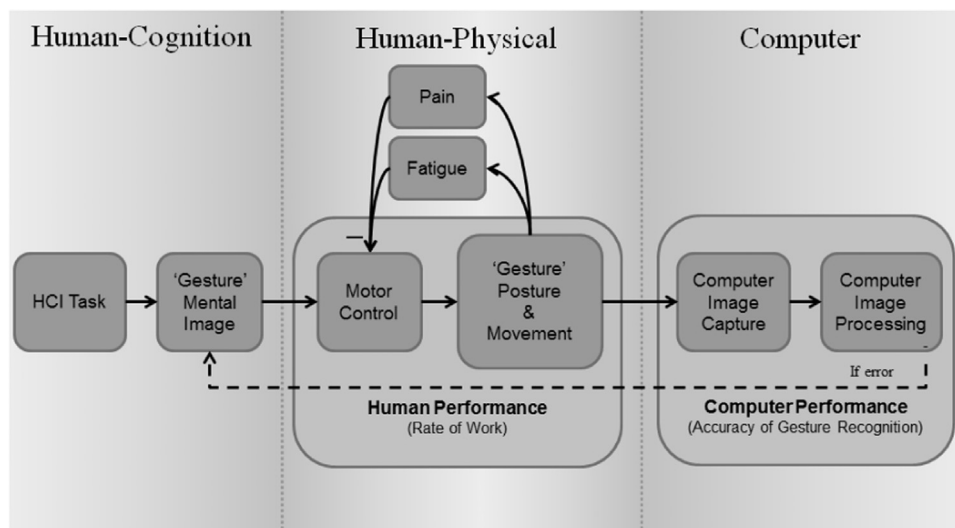 Human-Cognition
Human-Physical
Computer
Pain
Fatigue
–
HCI Task
‘Gesture’
Mental
Image
Motor
Control
‘Gesture’
Posture
&
Movement
Computer
Image
Capture
Computer
Image
Processing
If error
Human Performance
(Rate of Work)
Computer Performance
(Accuracy of Gesture Recognition)